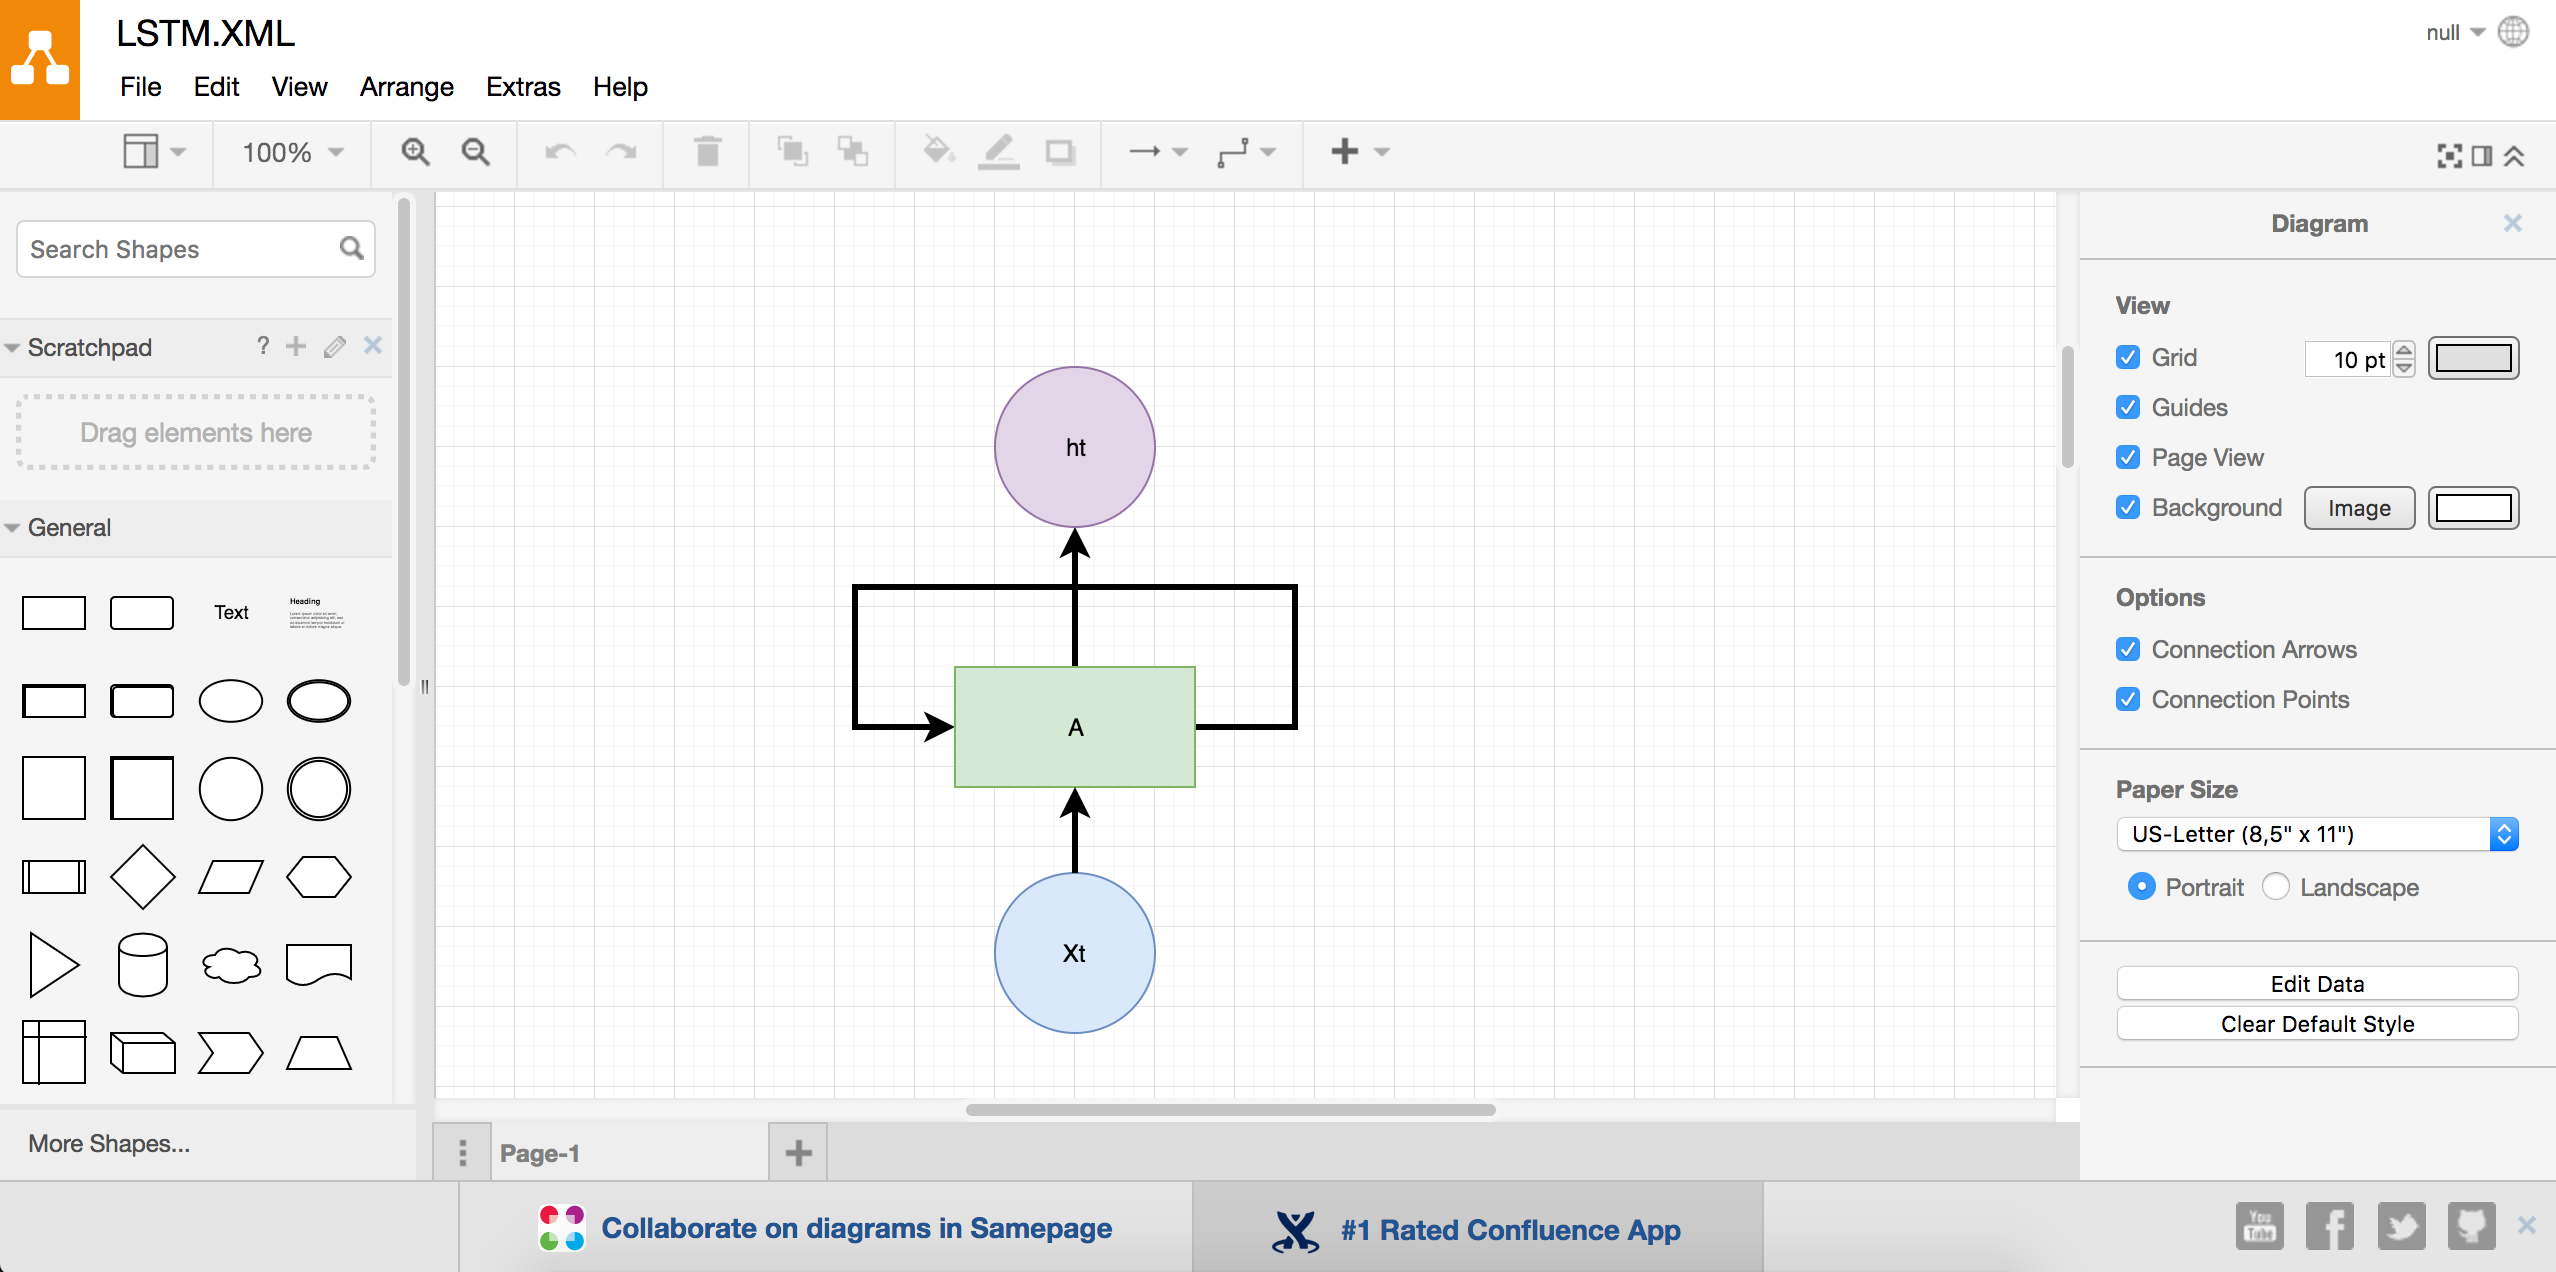 LSTM.XML
null
File Edit View Arrange Extras Help
100%
Search Shapes
Scratchpad ?
Drag elements here
General
Text
Heading
More Shapes...
ht
A
Xt
Page-1
Diagram
View
Grid 10 pt
Guides
Page View
Background Image
Options
Connection Arrows
Connection Points
Paper Size
US-Letter (8,5" x 11")
Portrait Landscape
Edit Data
Clear Default Style
Collaborate on diagrams in Samepage
#1 Rated Confluence App
You
Tube